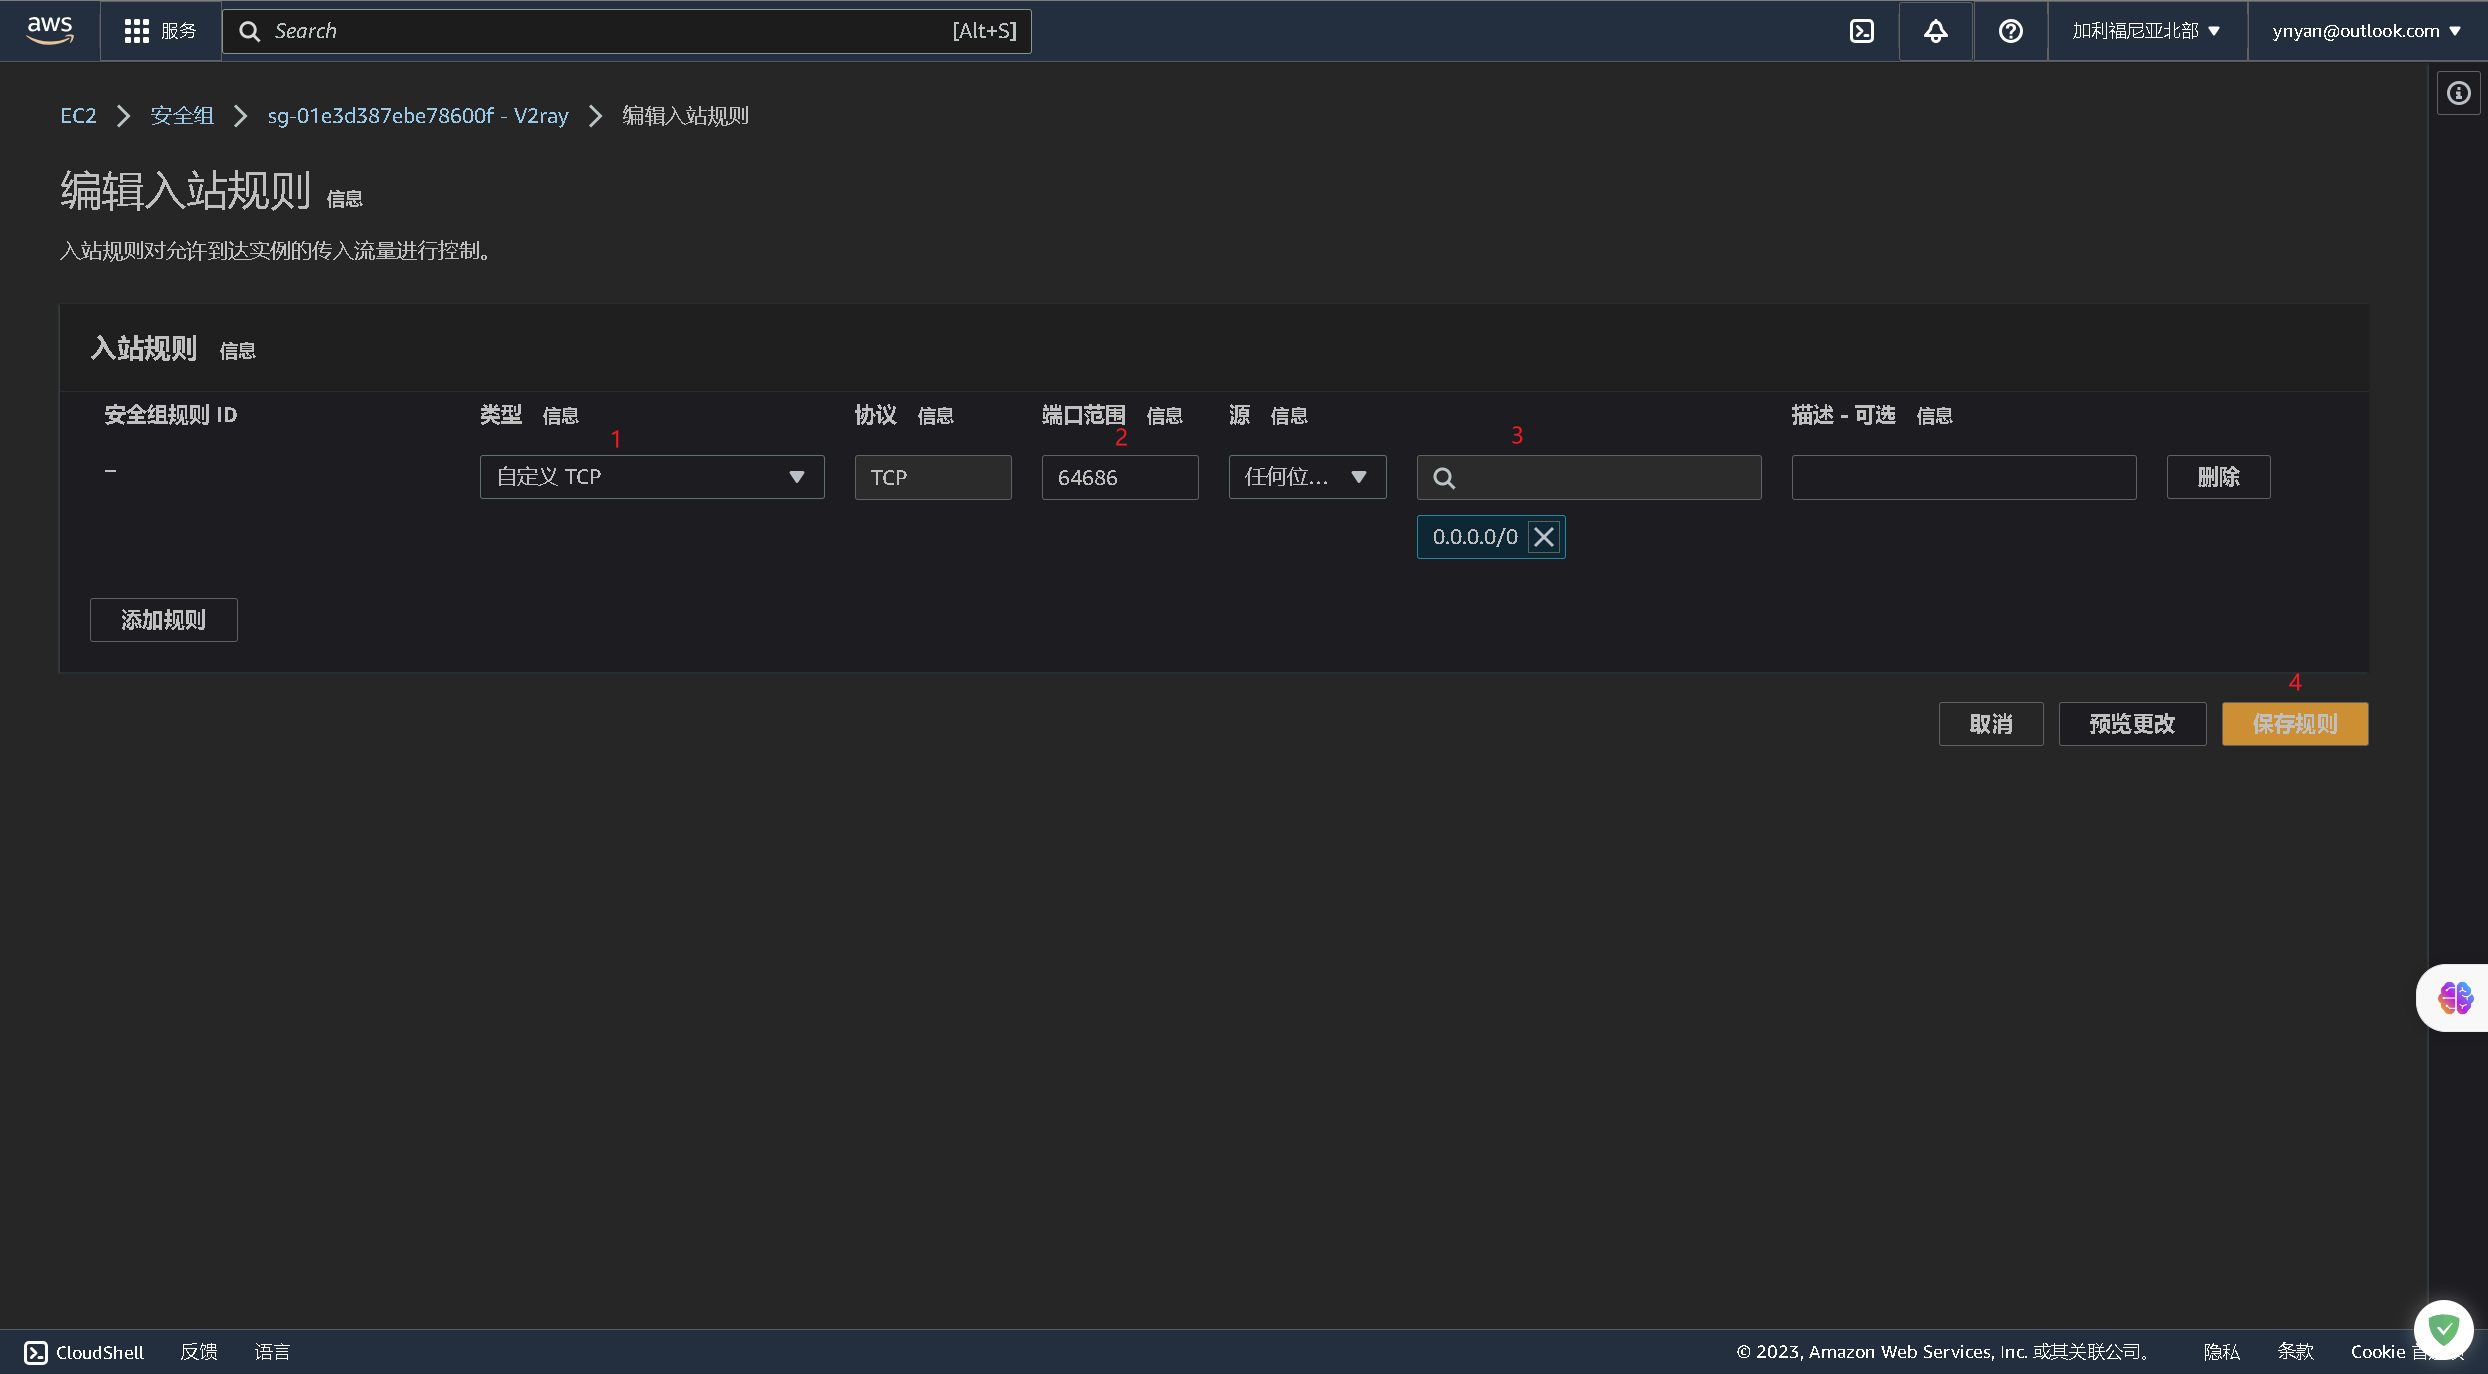 aws
服务
Search
[Alt+S]
加利福尼亚北部
ynyan@outlook.com
EC2
安全组
sg-01e3d387ebe78600f - V2ray
编辑入站规则
编辑入站规则 信息
入站规则对允许到达实例的传入流量进行控制。
入站规则 信息
安全组规则 ID
类型 信息
协议 信息
端口范围 信息
源 信息
描述 - 可选 信息
1
2
3
–
自定义 TCP
TCP
64686
任何位...
删除
0.0.0.0/0
添加规则
4
取消
预览更改
保存规则
CloudShell
反馈
语言
© 2023, Amazon Web Services, Inc. 或其关联公司。
隐私
条款
Cookie